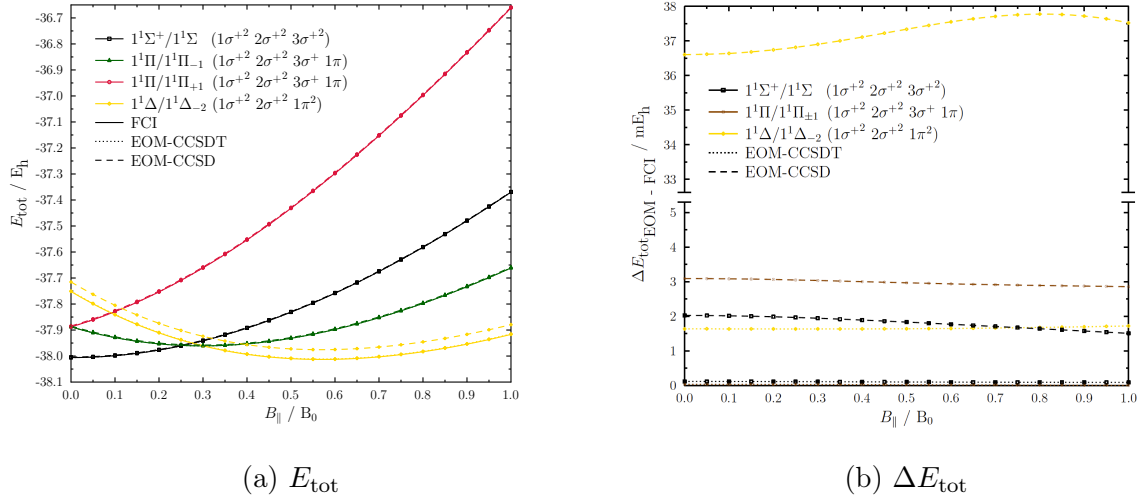 -36.7
-36.8
-36.9
-37.0
-37.1
-37.2
-37.3
-37.4
-37.5
-37.6
-37.7
-37.8
-37.9
-38.0
-38.1
E_tot / E_h
1¹Σ⁺/1¹Σ (1σ⁺² 2σ⁺² 3σ⁺²)
1¹Π/1¹Π₋₁ (1σ⁺² 2σ⁺² 3σ⁺ 1π)
1¹Π/1¹Π₊₁ (1σ⁺² 2σ⁺² 3σ⁺ 1π)
1¹Δ/1¹Δ₋₂ (1σ⁺² 2σ⁺² 1π²)
FCI
EOM-CCSDT
EOM-CCSD
0.0 0.1 0.2 0.3 0.4 0.5 0.6 0.7 0.8 0.9 1.0
B_∥ / B₀
(a) E_tot
38
37
36
35
34
33
5
4
3
2
1
0
ΔE_tot EOM - FCI / mE_h
1¹Σ⁺/1¹Σ (1σ⁺² 2σ⁺² 3σ⁺²)
1¹Π/1¹Π±₁ (1σ⁺² 2σ⁺² 3σ⁺ 1π)
1¹Δ/1¹Δ₋₂ (1σ⁺² 2σ⁺² 1π²)
EOM-CCSDT
EOM-CCSD
0.0 0.1 0.2 0.3 0.4 0.5 0.6 0.7 0.8 0.9 1.0
B_∥ / B₀
(b) ΔE_tot